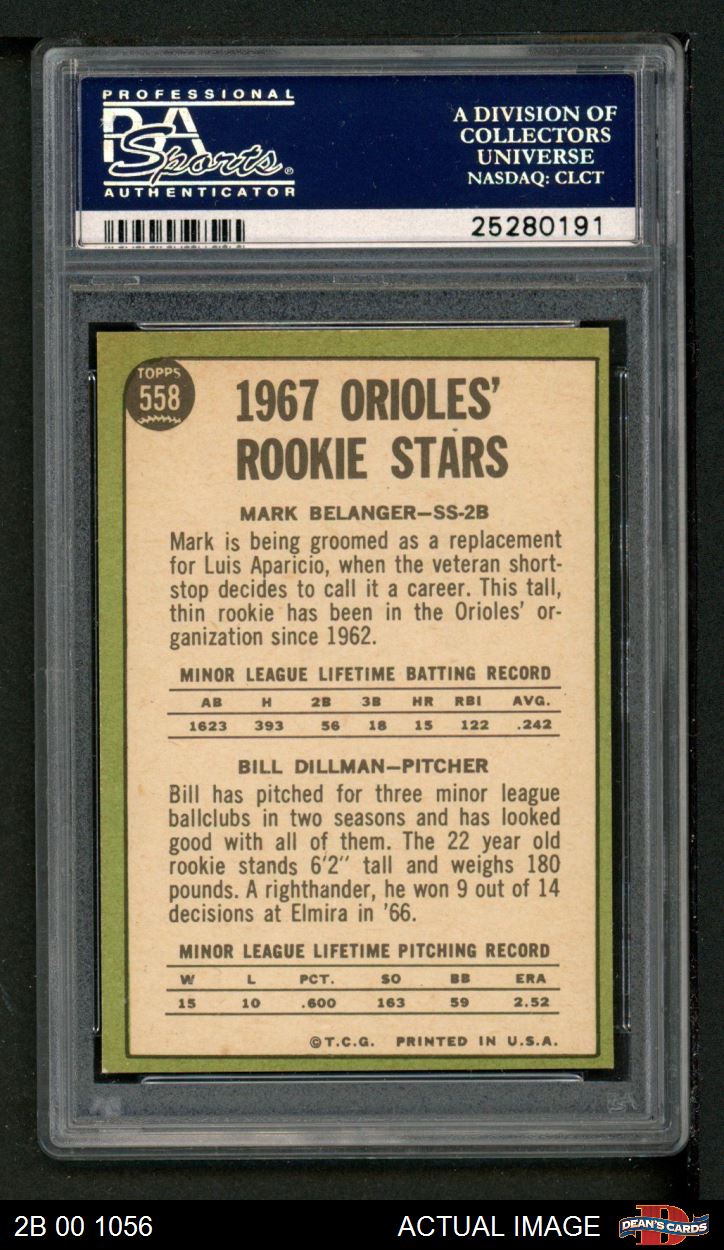 PROFESSIONAL
PSA
Sports®
AUTHENTICATOR
A DIVISION OF
COLLECTORS
UNIVERSE
NASDAQ: CLCT
25280191
TOPPS
558
1967 ORIOLES'
ROOKIE STARS
MARK BELANGER—SS-2B
Mark is being groomed as a replacement
for Luis Aparicio, when the veteran short-
stop decides to call it a career. This tall,
thin rookie has been in the Orioles' or-
ganization since 1962.
MINOR LEAGUE LIFETIME BATTING RECORD
AB H 2B 3B HR RBI AVG.
1623 393 56 18 15 122 .242
BILL DILLMAN—PITCHER
Bill has pitched for three minor league
ballclubs in two seasons and has looked
good with all of them. The 22 year old
rookie stands 6'2" tall and weighs 180
pounds. A righthander, he won 9 out of 14
decisions at Elmira in '66.
MINOR LEAGUE LIFETIME PITCHING RECORD
W L PCT. SO BB ERA
15 10 .600 163 59 2.52
©T.C.G. PRINTED IN U.S.A.
PSA
2B 00 1056
ACTUAL IMAGE
DEAN'S CARDS